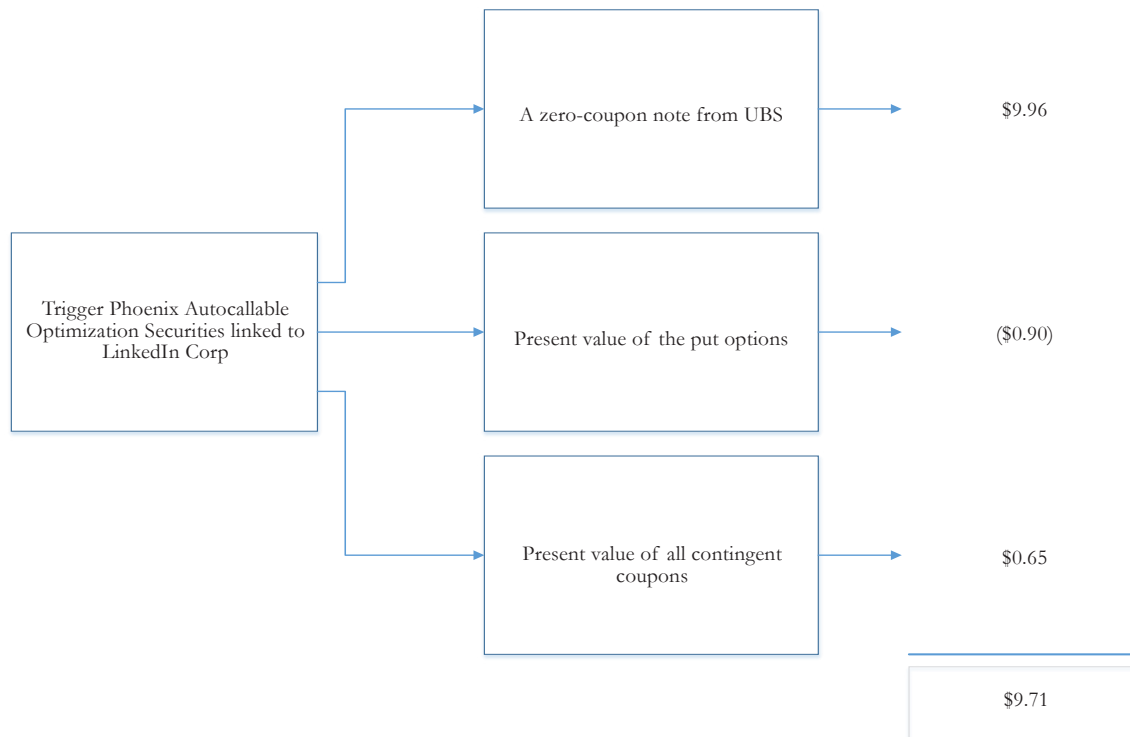 A zero-coupon note from UBS
$9.96
Trigger Phoenix Autocallable
Optimization Securities linked to
LinkedIn Corp
Present value of the put options
($0.90)
Present value of all contingent
coupons
$0.65
$9.71